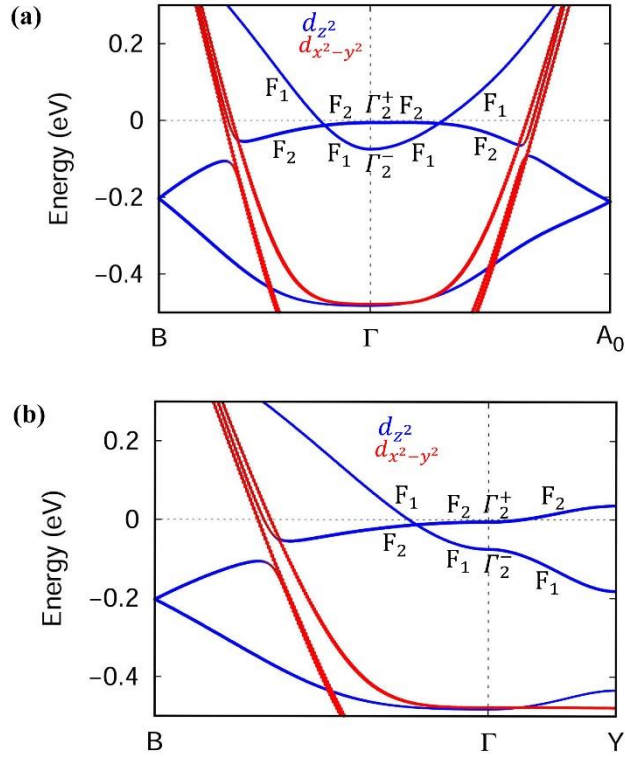 (a)
0.3
0
−0.2
−0.4
Energy (eV)
d_{z^2}
d_{x^2−y^2}
F_1 F_2 Γ_2^+ F_2 F_1
F_2 F_1 Γ_2^- F_1 F_2
B Γ A_0
(b)
0.2
0
−0.2
−0.4
Energy (eV)
d_{z^2}
d_{x^2−y^2}
F_1 F_2 Γ_2^+ F_2
F_2 F_1 Γ_2^- F_1
B Γ Y